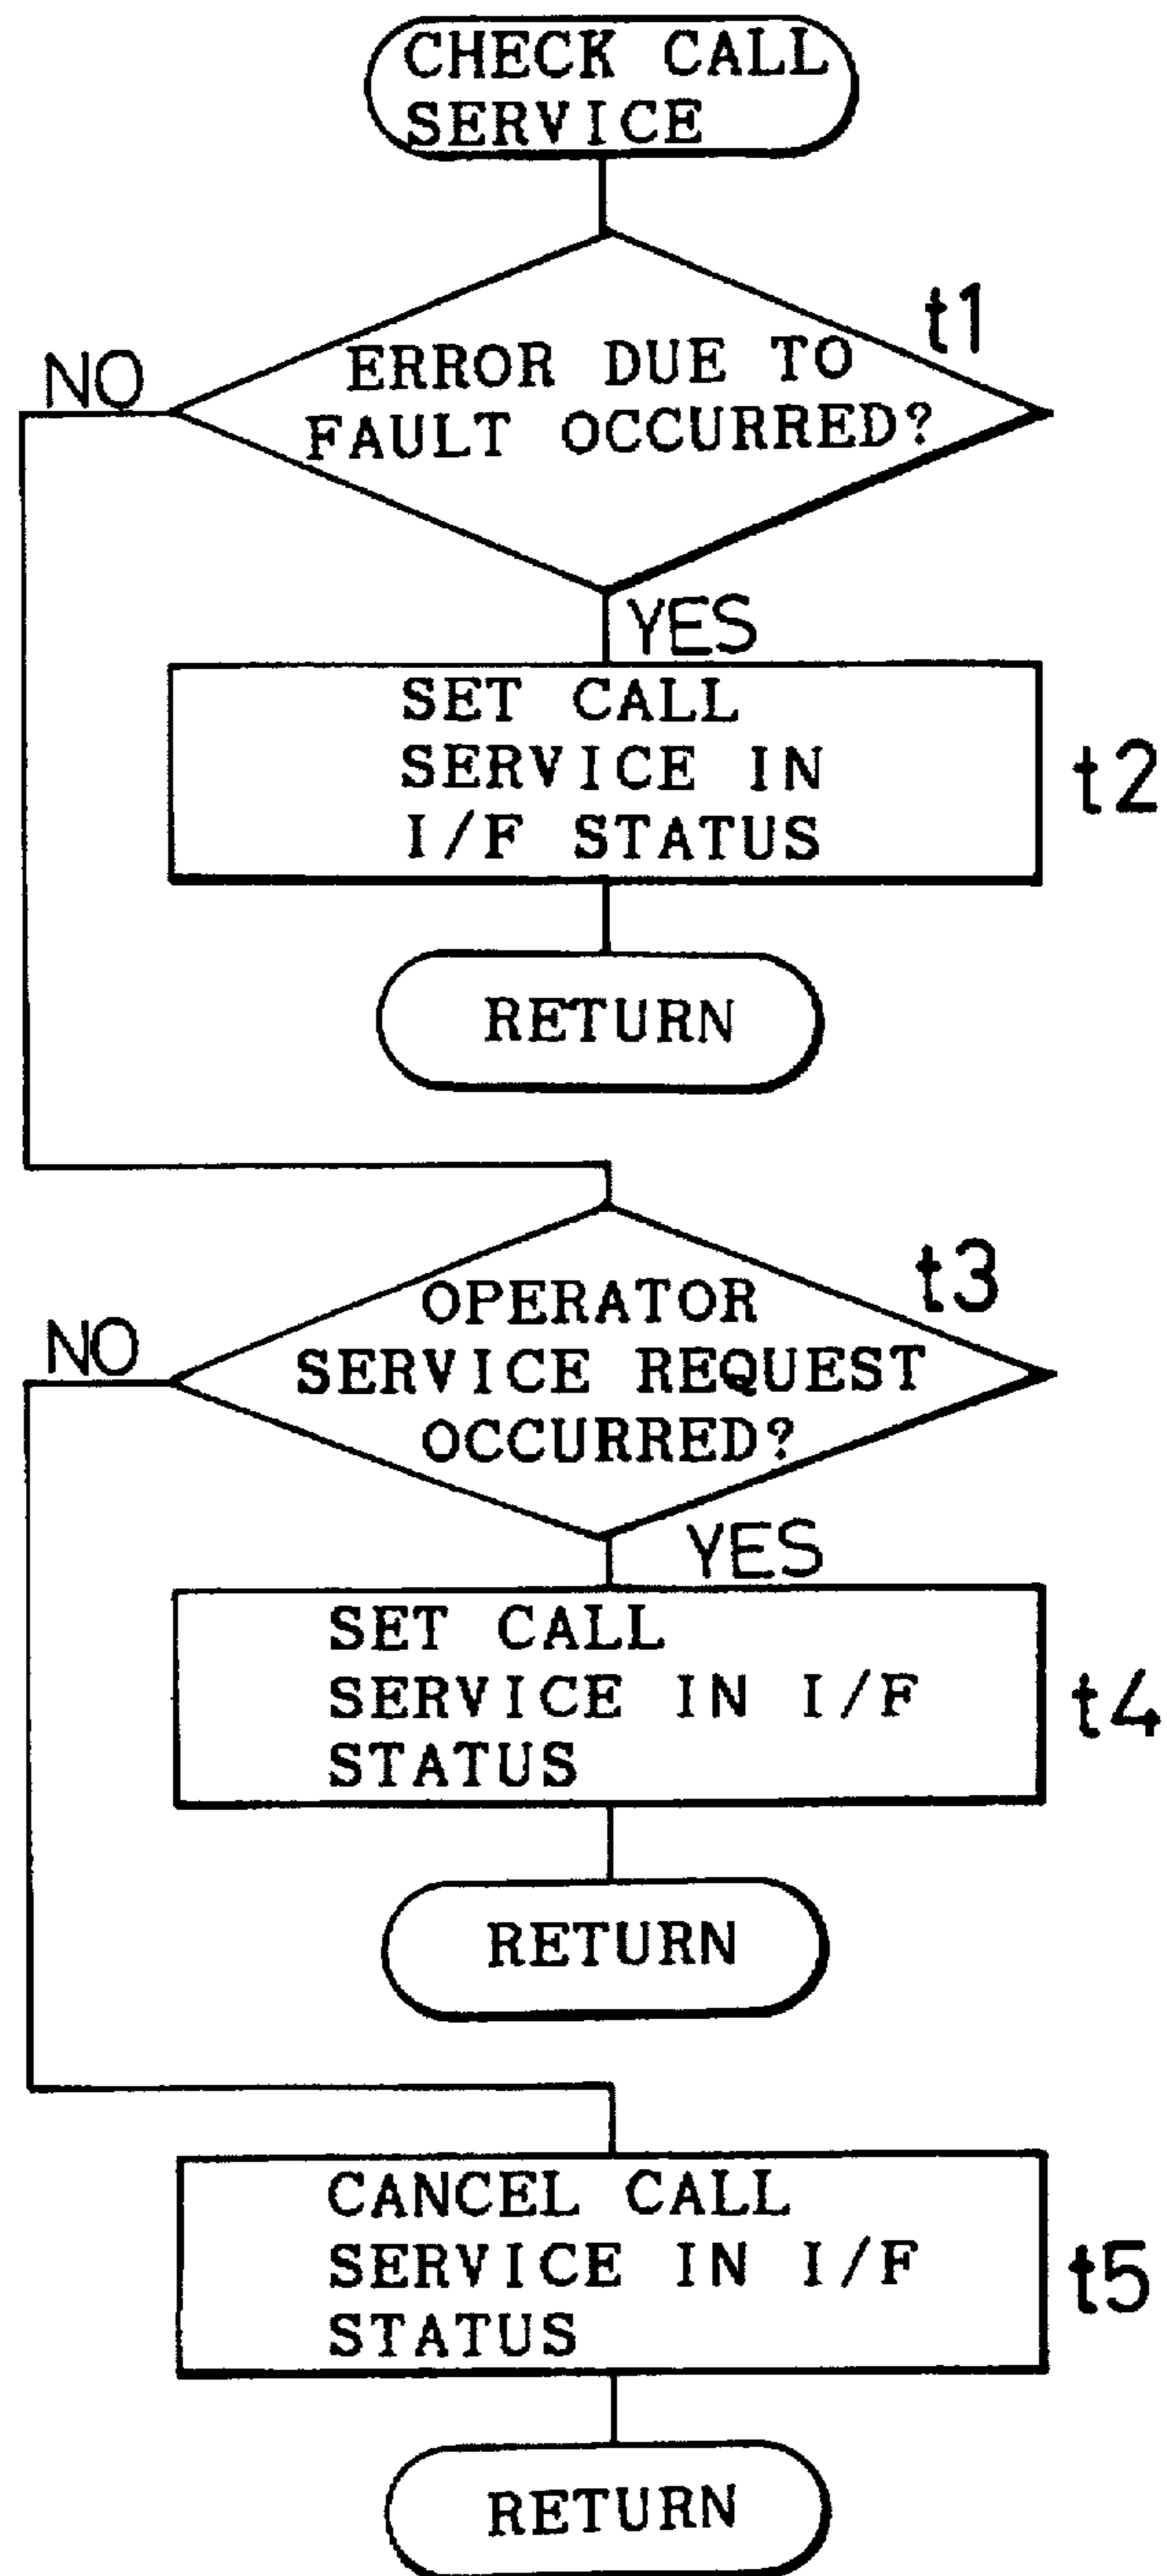 CHECK CALL
SERVICE
t1
NO
ERROR DUE TO
FAULT OCCURRED?
YES
SET CALL
SERVICE IN
I/F STATUS
t2
RETURN
t3
NO
OPERATOR
SERVICE REQUEST
OCCURRED?
YES
SET CALL
SERVICE IN I/F
STATUS
t4
RETURN
CANCEL CALL
SERVICE IN I/F
STATUS
t5
RETURN